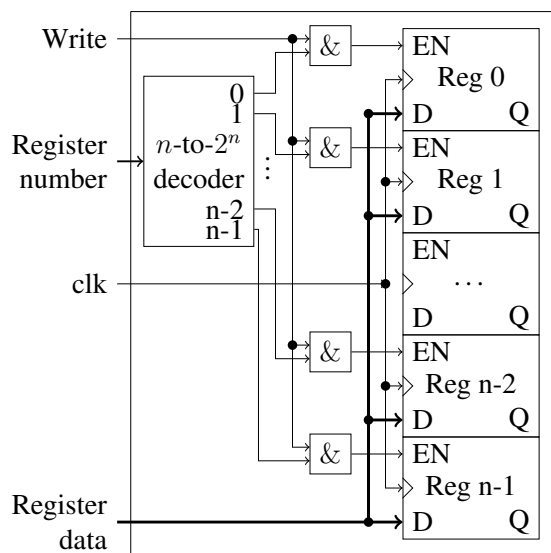 Write
&
EN
Reg 0
D Q
0
1
n-to-2^n
decoder
⋮
n-2
n-1
Register
number
&
EN
Reg 1
D Q
clk
EN
...
D Q
&
EN
Reg n-2
D Q
&
EN
Reg n-1
D Q
Register
data